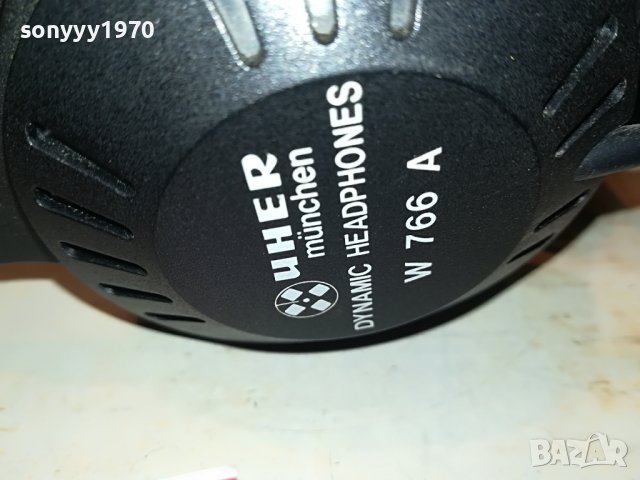 sonyyy1970
UHER
münchen
DYNAMIC HEADPHONES
W 766 A
BAZAR